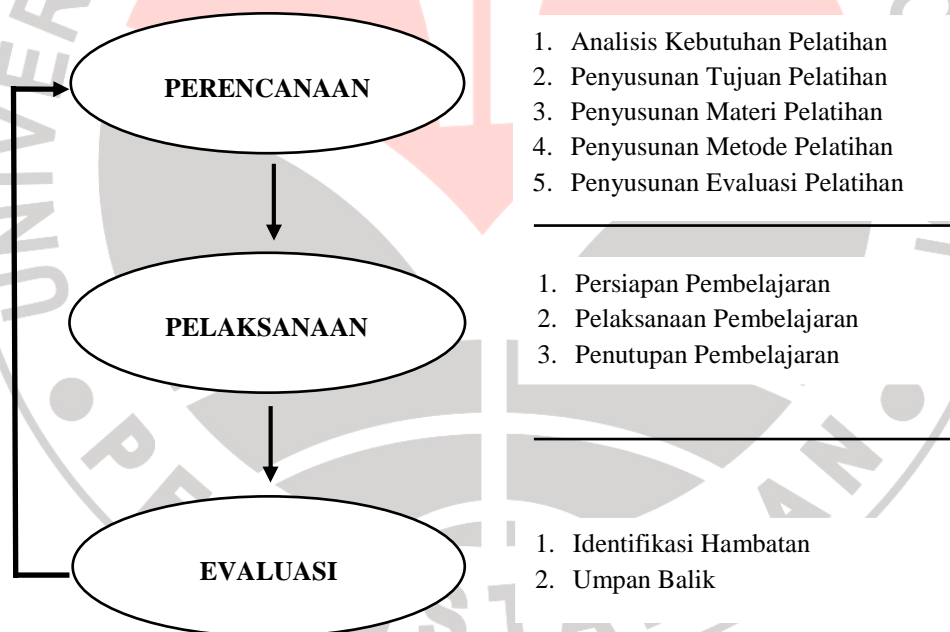 PERENCANAAN
1. Analisis Kebutuhan Pelatihan
2. Penyusunan Tujuan Pelatihan
3. Penyusunan Materi Pelatihan
4. Penyusunan Metode Pelatihan
5. Penyusunan Evaluasi Pelatihan
PELAKSANAAN
1. Persiapan Pembelajaran
2. Pelaksanaan Pembelajaran
3. Penutupan Pembelajaran
EVALUASI
1. Identifikasi Hambatan
2. Umpan Balik